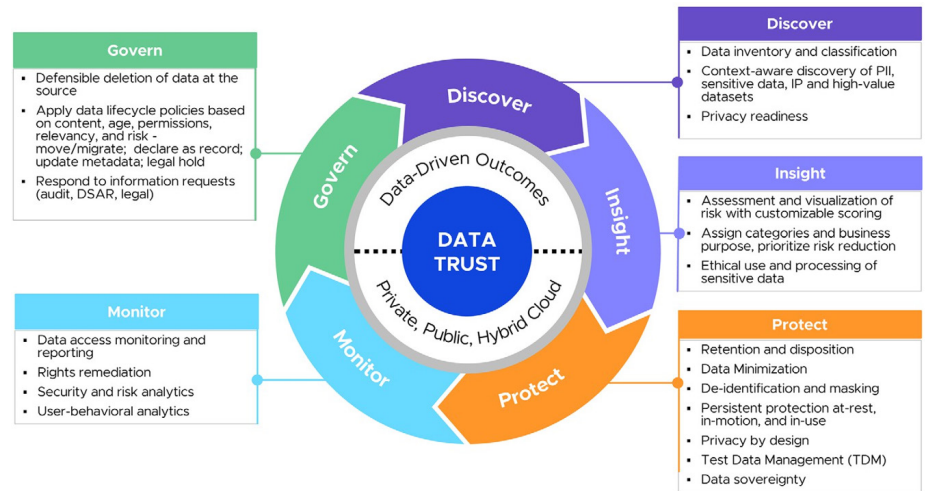 Govern
▪ Defensible deletion of data at the
source
▪ Apply data lifecycle policies based
on content, age, permissions,
relevancy, and risk -
move/migrate; declare as record;
update metadata; legal hold
▪ Respond to information requests
(audit, DSAR, legal)
Monitor
▪ Data access monitoring and
reporting
▪ Rights remediation
▪ Security and risk analytics
▪ User-behavioral analytics
Discover
Insight
Protect
Monitor
Govern
Data-Driven Outcomes
DATA
TRUST
Private, Public, Hybrid Cloud
Discover
▪ Data inventory and classification
▪ Context-aware discovery of PII,
sensitive data, IP and high-value
datasets
▪ Privacy readiness
Insight
▪ Assessment and visualization of
risk with customizable scoring
▪ Assign categories and business
purpose, prioritize risk reduction
▪ Ethical use and processing of
sensitive data
Protect
▪ Retention and disposition
▪ Data Minimization
▪ De-identification and masking
▪ Persistent protection at-rest,
in-motion, and in-use
▪ Privacy by design
▪ Test Data Management (TDM)
▪ Data sovereignty